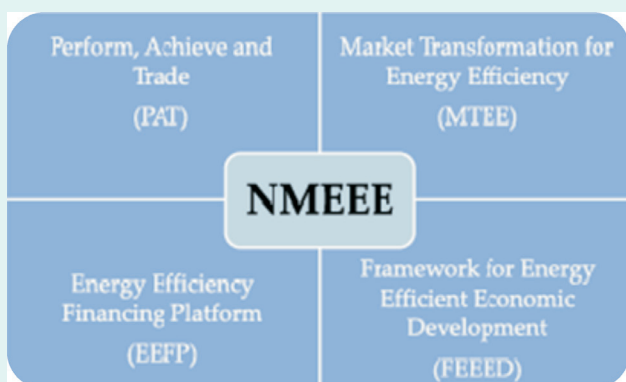 Perform, Achieve and
Trade
(PAT)
Market Transformation for
Energy Efficiency
(MTEE)
NMEEE
Energy Efficiency
Financing Platform
(EEFP)
Framework for Energy
Efficient Economic
Development
(FEEED)